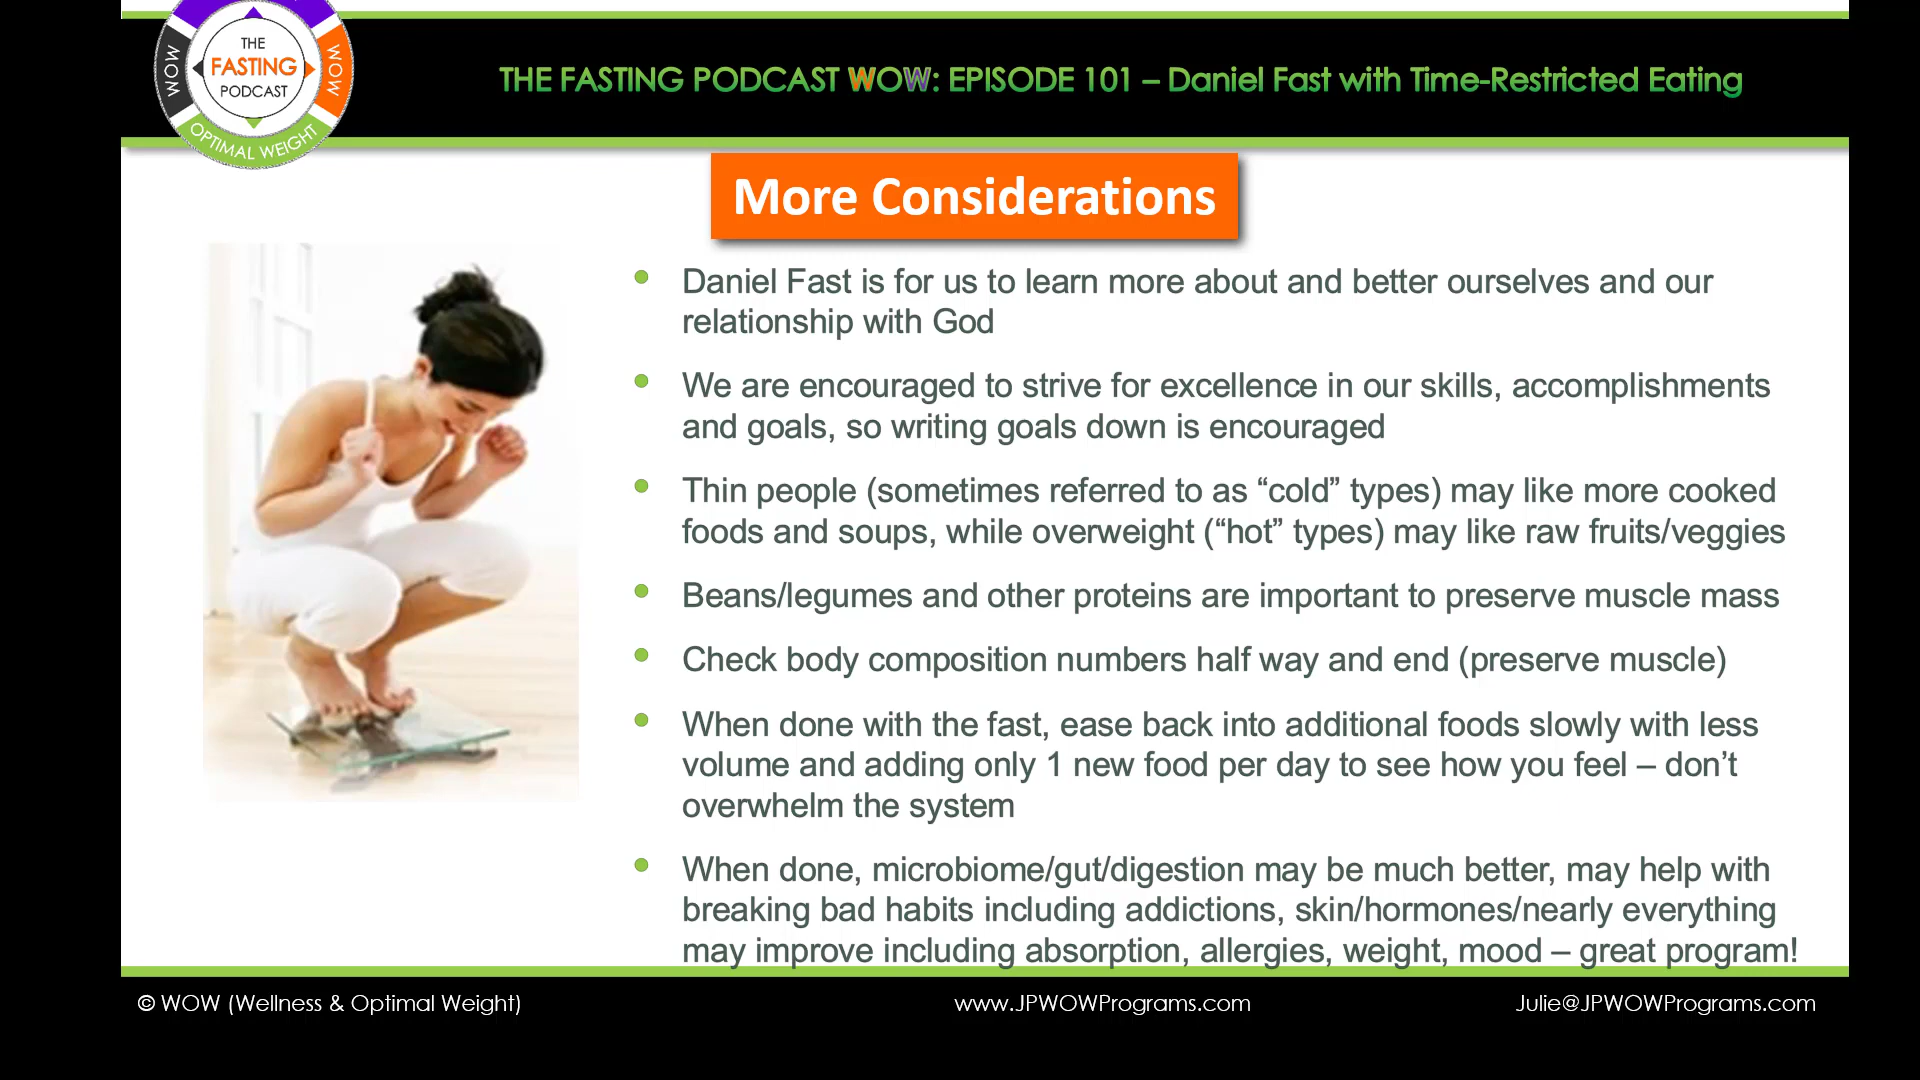 THE
FASTING
PODCAST
WOW
WOW
OPTIMAL WEIGHT
THE FASTING PODCAST WOW: EPISODE 101 – Daniel Fast with Time-Restricted Eating
More Considerations
• Daniel Fast is for us to learn more about and better ourselves and our
relationship with God
• We are encouraged to strive for excellence in our skills, accomplishments
and goals, so writing goals down is encouraged
• Thin people (sometimes referred to as “cold” types) may like more cooked
foods and soups, while overweight (“hot” types) may like raw fruits/veggies
• Beans/legumes and other proteins are important to preserve muscle mass
• Check body composition numbers half way and end (preserve muscle)
• When done with the fast, ease back into additional foods slowly with less
volume and adding only 1 new food per day to see how you feel – don’t
overwhelm the system
• When done, microbiome/gut/digestion may be much better, may help with
breaking bad habits including addictions, skin/hormones/nearly everything
may improve including absorption, allergies, weight, mood – great program!
© WOW (Wellness & Optimal Weight)
www.JPWOWPrograms.com
Julie@JPWOWPrograms.com